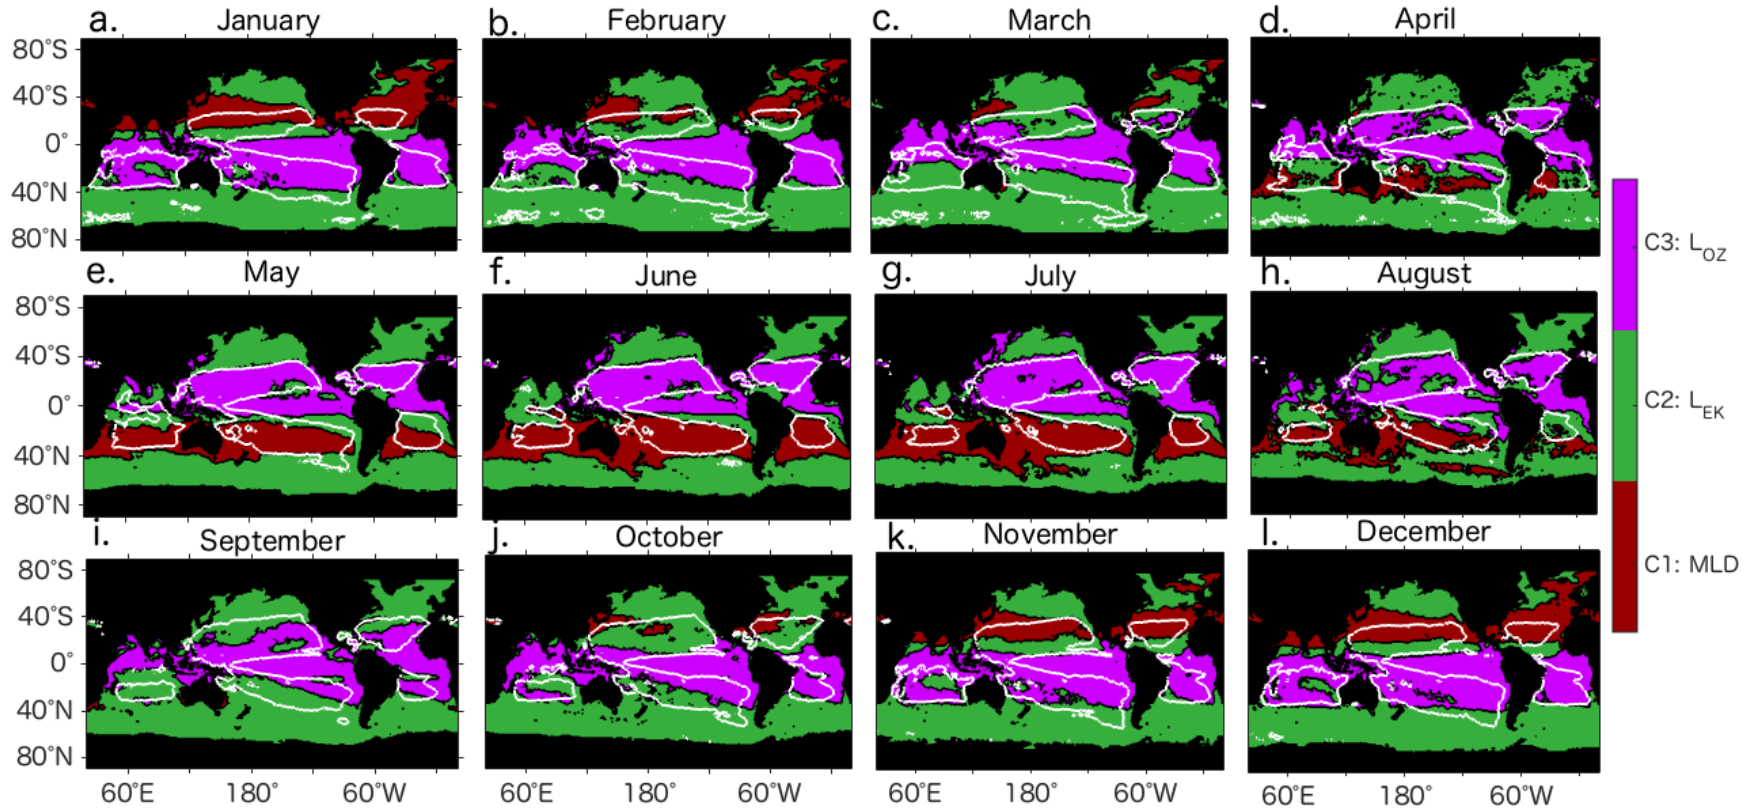 a. January
b. February
c. March
d. April
80°S
40°S
0°
40°N
80°N
e. May
f. June
g. July
h. August
80°S
40°S
0°
40°N
80°N
i. September
j. October
k. November
l. December
80°S
40°S
0°
40°N
80°N
60°E 180° 60°W
60°E 180° 60°W
60°E 180° 60°W
60°E 180° 60°W
C3: L_OZ
C2: L_EK
C1: MLD